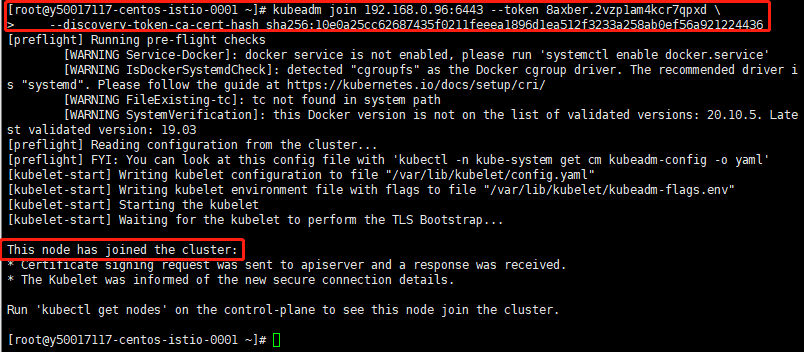 [root@y50017117-centos-istio-0001 ~]# kubeadm join 192.168.0.96:6443 --token 8axber.2vzp1am4kcr7qpxd \
>     --discovery-token-ca-cert-hash sha256:10e0a25cc62687435f0211feeea1896d1ea512f3233a258ab0ef56a921224436
[preflight] Running pre-flight checks
[WARNING Service-Docker]: docker service is not enabled, please run 'systemctl enable docker.service'
[WARNING IsDockerSystemdCheck]: detected "cgroupfs" as the Docker cgroup driver. The recommended driver i
s "systemd". Please follow the guide at https://kubernetes.io/docs/setup/cri/
[WARNING FileExisting-tc]: tc not found in system path
[WARNING SystemVerification]: this Docker version is not on the list of validated versions: 20.10.5. Late
st validated version: 19.03
[preflight] Reading configuration from the cluster...
[preflight] FYI: You can look at this config file with 'kubectl -n kube-system get cm kubeadm-config -o yaml'
[kubelet-start] Writing kubelet configuration to file "/var/lib/kubelet/config.yaml"
[kubelet-start] Writing kubelet environment file with flags to file "/var/lib/kubelet/kubeadm-flags.env"
[kubelet-start] Starting the kubelet
[kubelet-start] Waiting for the kubelet to perform the TLS Bootstrap...
This node has joined the cluster:
* Certificate signing request was sent to apiserver and a response was received.
* The Kubelet was informed of the new secure connection details.
Run 'kubectl get nodes' on the control-plane to see this node join the cluster.
[root@y50017117-centos-istio-0001 ~]#